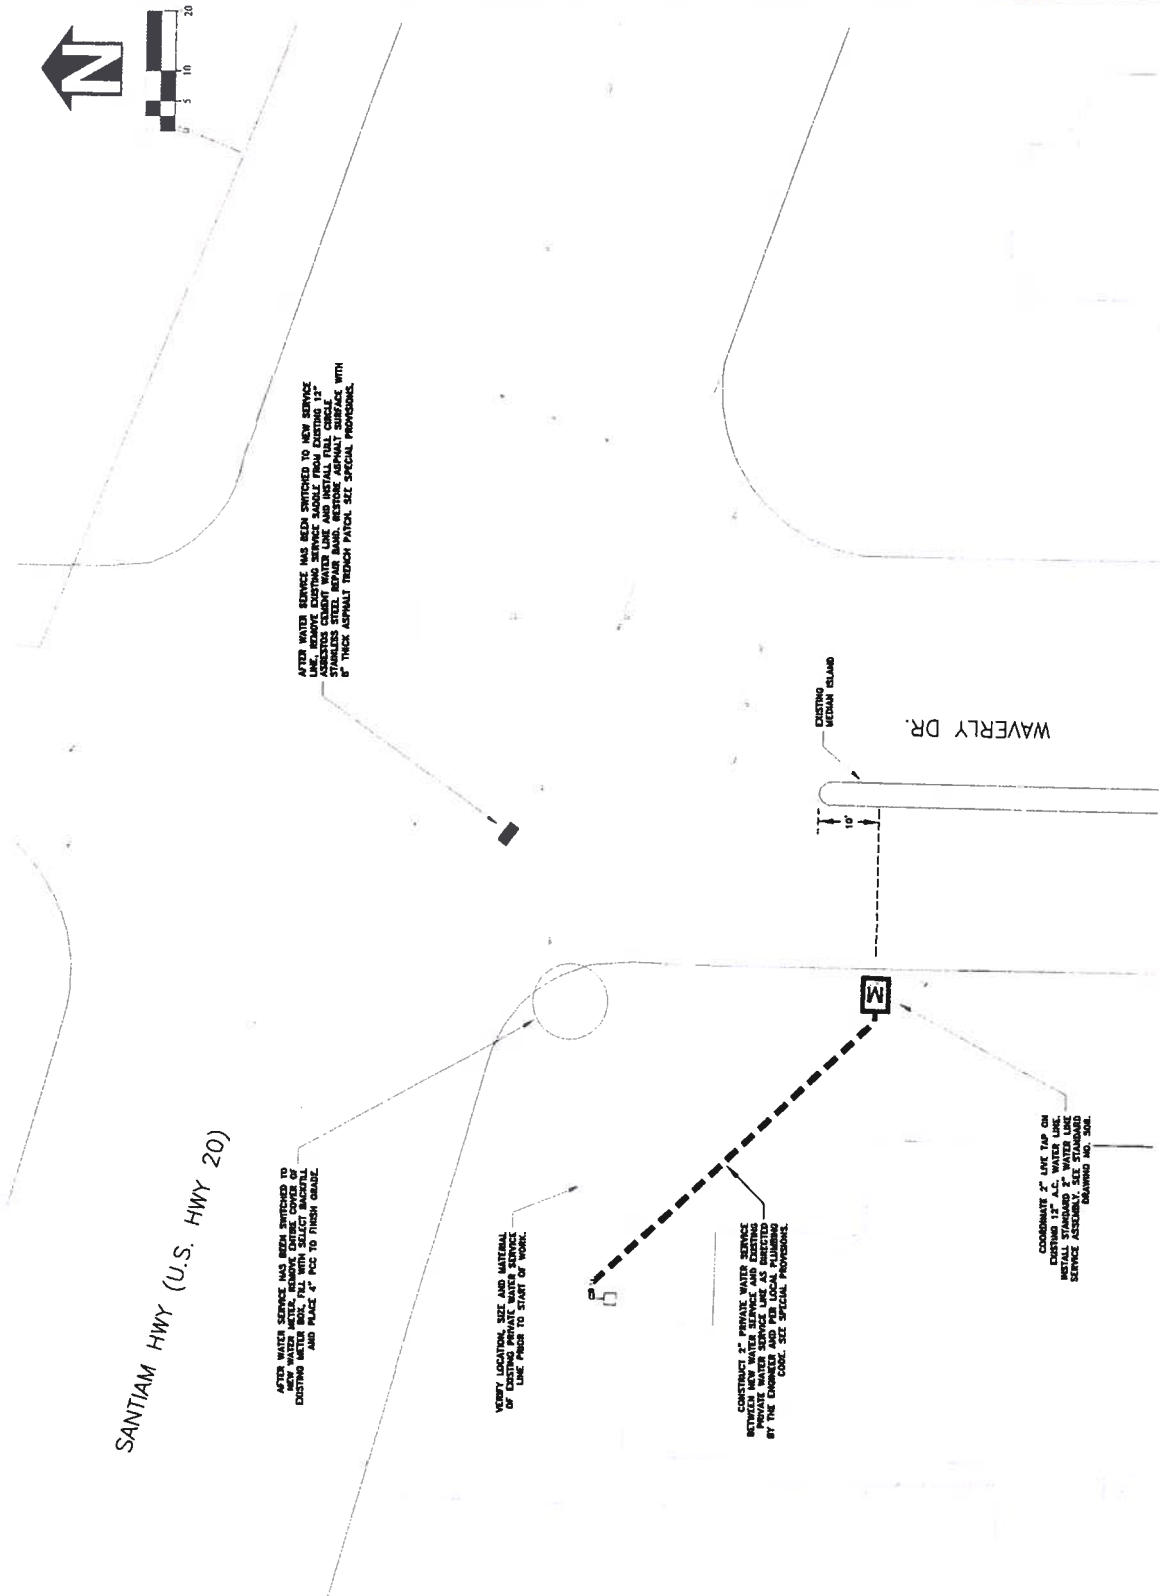 N
0 5 10 20
SANTIAM HWY (U.S. HWY 20)
AFTER WATER SERVICE HAS BEEN SWITCHED TO NEW SERVICE
LINE, REMOVE EXISTING SERVICE SADDLE FROM EXISTING 12"
ASBESTOS CEMENT WATER LINE AND INSTALL FULL CIRCLE
STAINLESS STEEL REPAIR BAND. RESTORE ASPHALT SURFACE WITH
8" THICK ASPHALT TRENCH PATCH. SEE SPECIAL PROVISIONS.
AFTER WATER SERVICE HAS BEEN SWITCHED TO
NEW WATER METER, REMOVE ENTIRE COVER OF
EXISTING METER BOX, FILL WITH SELECT BACKFILL
AND PLACE 4" PCC TO FINISH GRADE.
VERIFY LOCATION, SIZE AND MATERIAL
OF EXISTING PRIVATE WATER SERVICE
LINE PRIOR TO START OF WORK.
CONSTRUCT 2" PRIVATE WATER SERVICE
BETWEEN NEW WATER SERVICE AND EXISTING
PRIVATE WATER SERVICE LINE AS DIRECTED
BY THE ENGINEER AND PER LOCAL PLUMBING
CODE. SEE SPECIAL PROVISIONS.
EXISTING
MEDIAN ISLAND
10'
WAVERLY DR.
M
COORDINATE 2" LIVE TAP ON
EXISTING 12" A.C. WATER LINE.
INSTALL STANDARD 2" WATER LINE
SERVICE ASSEMBLY. SEE STANDARD
DRAWING NO. 508.